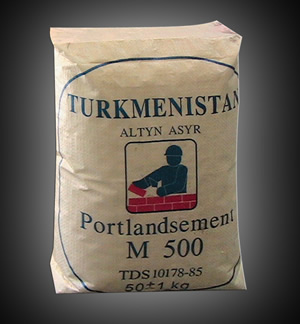 TURKMENISTAN
ALTYN ASYR
Portlandsement
M 500
TDS 10178-85
50±1 kg